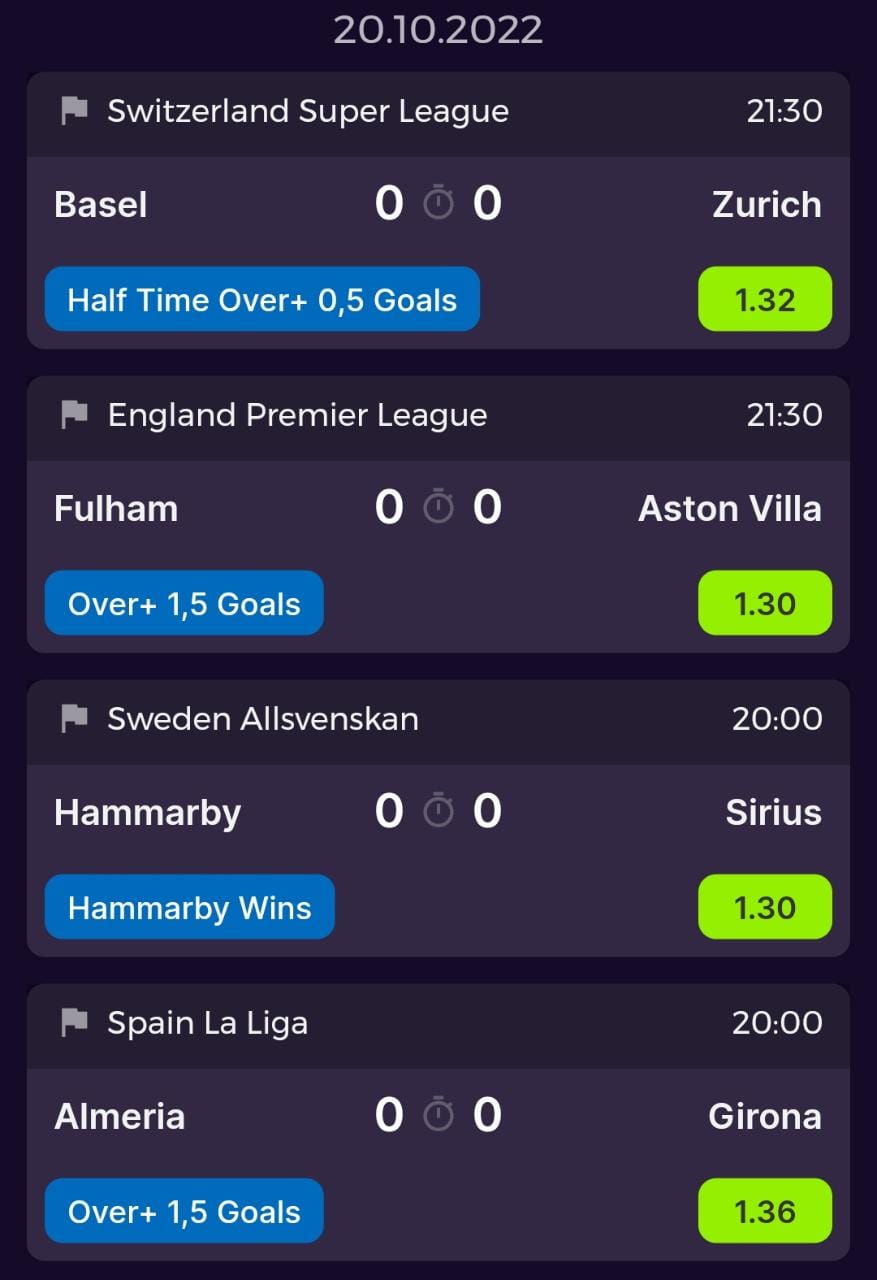 20.10.2022
Switzerland Super League 21:30
Basel 0 0 Zurich
Half Time Over+ 0,5 Goals 1.32
England Premier League 21:30
Fulham 0 0 Aston Villa
Over+ 1,5 Goals 1.30
Sweden Allsvenskan 20:00
Hammarby 0 0 Sirius
Hammarby Wins 1.30
Spain La Liga 20:00
Almeria 0 0 Girona
Over+ 1,5 Goals 1.36